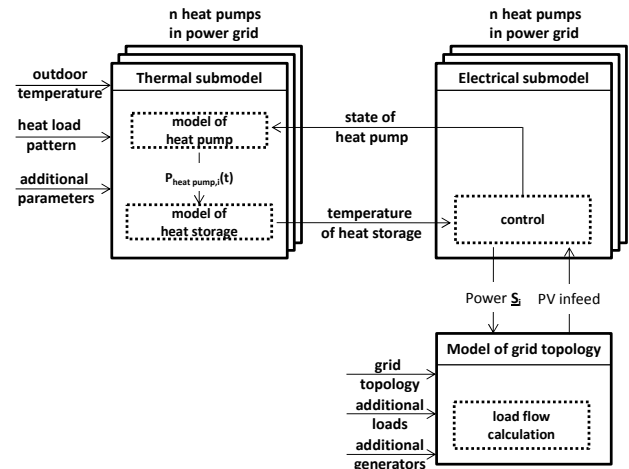 n heat pumps
in power grid
n heat pumps
in power grid
Thermal submodel
Electrical submodel
outdoor
temperature
heat load
pattern
additional
parameters
model of
heat pump
P heat pump,i(t)
model of
heat storage
state of
heat pump
temperature
of heat storage
control
Power S_i
PV infeed
Model of grid topology
grid
topology
additional
loads
additional
generators
load flow
calculation